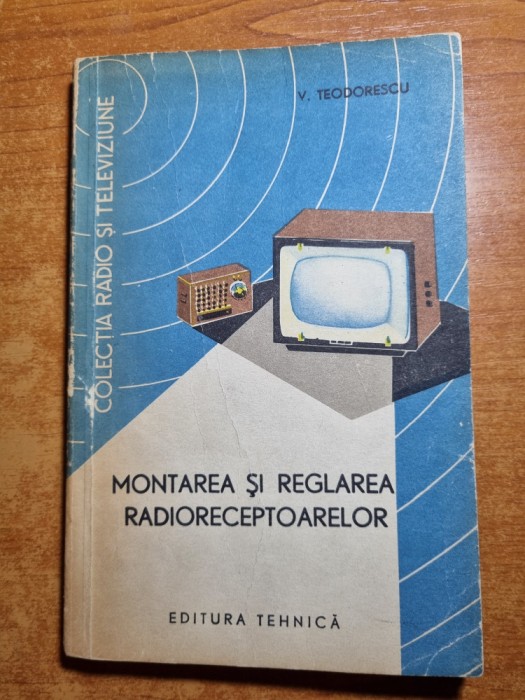 V. TEODORESCU
COLECȚIA RADIO ȘI TELEVIZIUNE
MONTAREA ȘI REGLAREA
RADIORECEPTOARELOR
EDITURA TEHNICĂ